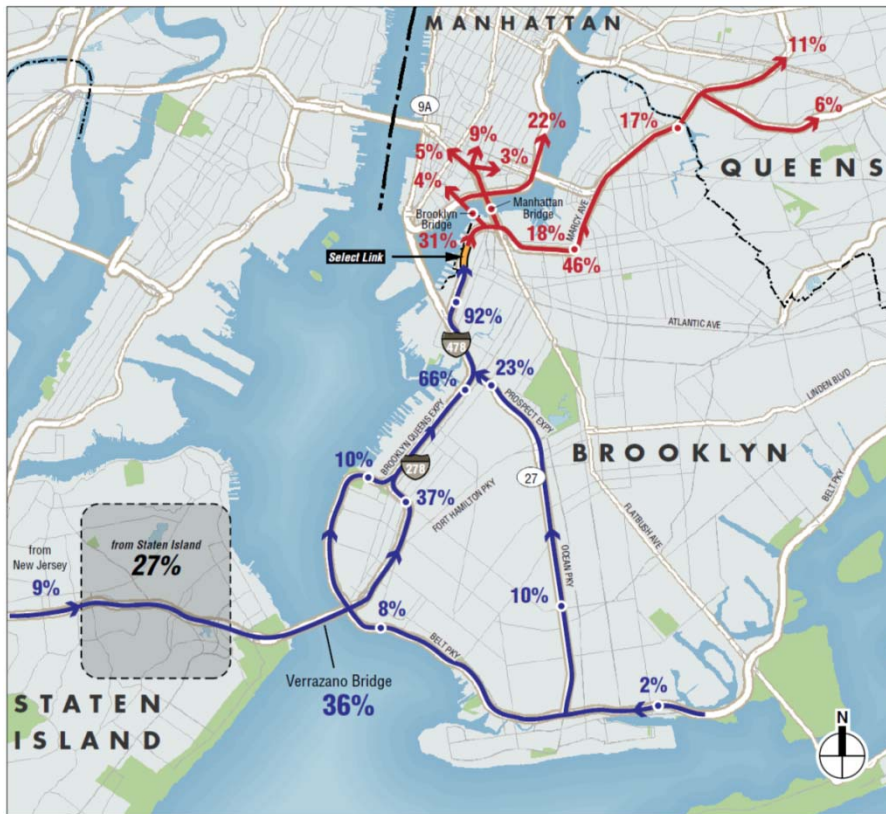 MANHATTAN
11%
9A
9%
22%
6%
5%
3%
17%
QUEENS
4%
Brooklyn
Bridge
Manhattan
Bridge
MARCY AVE
31%
18%
46%
Select Link
92%
ATLANTIC AVE
478
23%
66%
LINDEN BLVD
PROSPECT EXPY
BROOKLYN QUEENS EXPY
BROOKLYN
10%
278
37%
27
FORT HAMILTON PKY
BELT PKY
FLATBUSH AVE
from
New Jersey
9%
from Staten Island
27%
OCEAN PKY
8%
10%
BELT PKY
Verrazano Bridge
36%
2%
STATEN
ISLAND
N